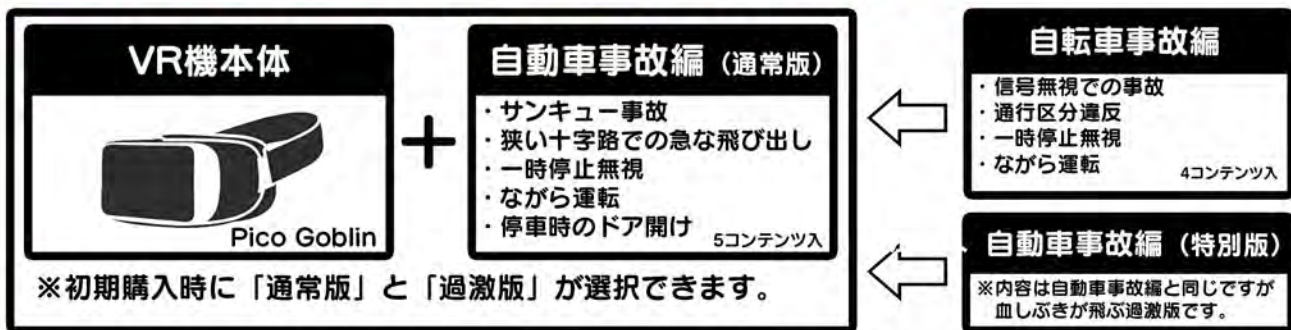 VR機本体
Pico Goblin
+
自動車事故編（通常版）
・サンキュー事故
・狭い十字路での急な飛び出し
・一時停止無視
・ながら運転
・停車時のドア開け
5コンテンツ入
※初期購入時に「通常版」と「過激版」が選択できます。
自転車事故編
・信号無視での事故
・通行区分違反
・一時停止無視
・ながら運転
4コンテンツ入
自動車事故編（特別版）
※内容は自動車事故編と同じですが
血しぶきが飛ぶ過激版です。